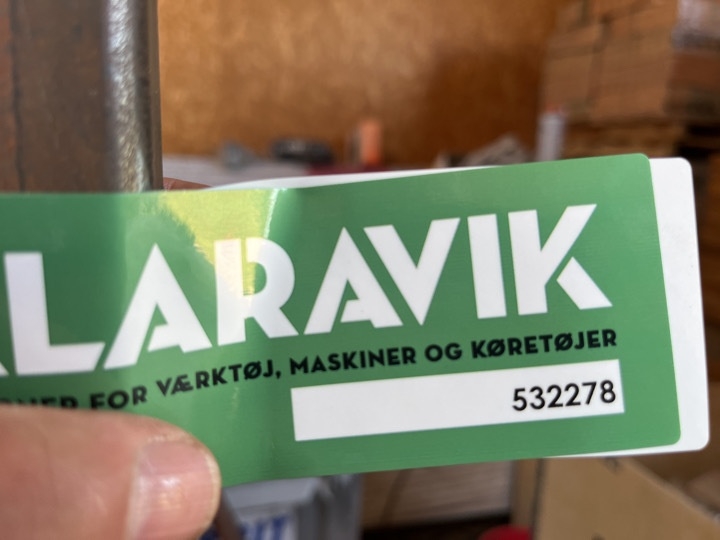 LARAVIK
FOR VÆRKTØJ, MASKINER OG KØRETØJER
532278